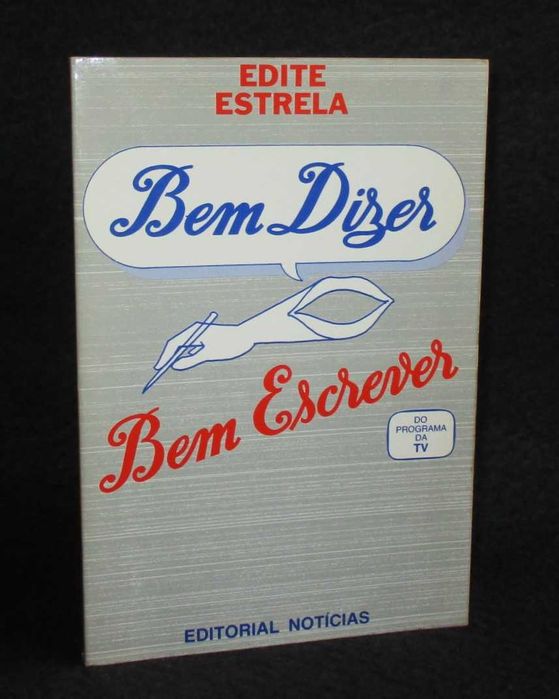 EDITE
ESTRELA
Bem Dizer
Bem Escrever
DO
PROGRAMA
DA
TV
EDITORIAL NOTÍCIAS